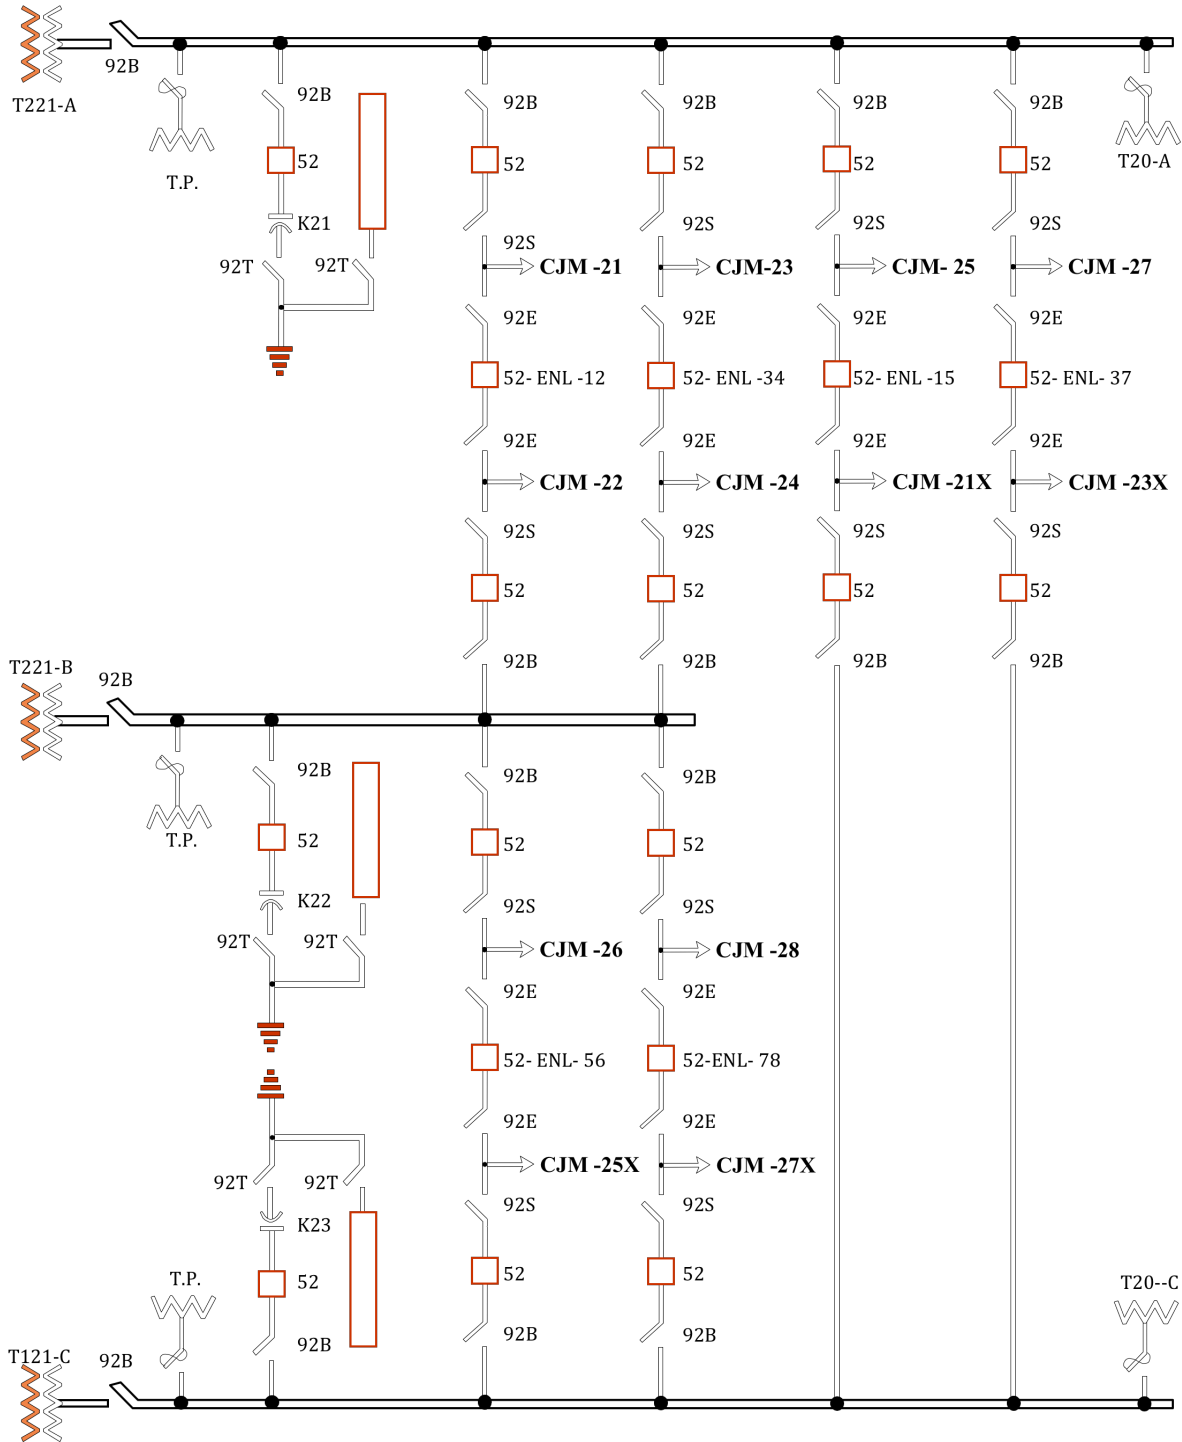 92B
T221-A
92B
92B
92B
92B
92B
52
52
52
52
52
T20-A
T.P.
K21
92S
92S
92S
92S
92T
92T
CJM -21
CJM-23
CJM- 25
CJM -27
92E
92E
92E
92E
52- ENL -12
52- ENL -34
52- ENL -15
52- ENL- 37
92E
92E
92E
92E
CJM -22
CJM -24
CJM -21X
CJM -23X
92S
92S
92S
92S
52
52
52
52
T221-B
92B
92B
92B
92B
92B
92B
92B
92B
T.P.
52
52
52
K22
92S
92S
92T
92T
CJM -26
CJM -28
92E
92E
52- ENL- 56
52-ENL- 78
92E
92E
CJM -25X
CJM -27X
92T
92T
92S
92S
K23
T.P.
52
52
52
T20--C
92B
92B
92B
T121-C
92B